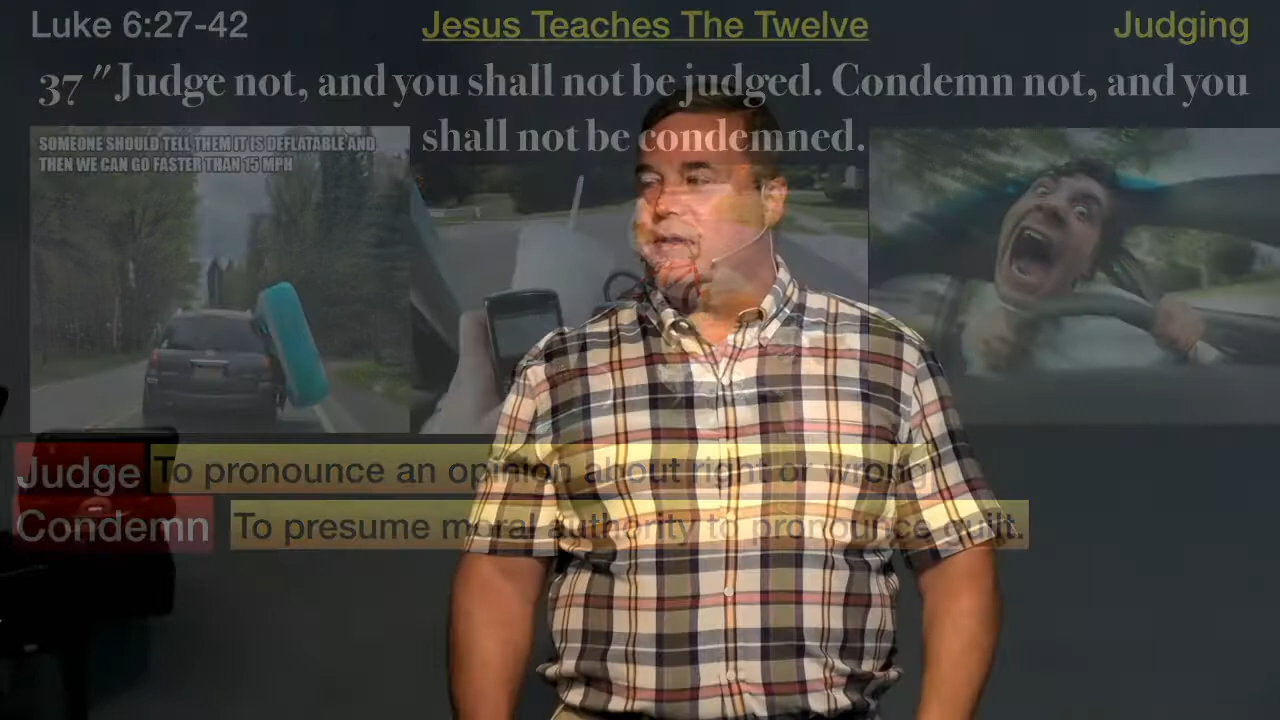 Luke 6:27-42
Jesus Teaches The Twelve
Judging
37 "Judge not, and you shall not be judged. Condemn not, and you
shall not be condemned.
SOMEONE SHOULD TELL THEM IT IS DEFLATABLE AND
THEN WE CAN GO FASTER THAN 15 MPH
Judge To pronounce an opinion about right or wrong
Condemn To presume moral authority to pronounce guilt.